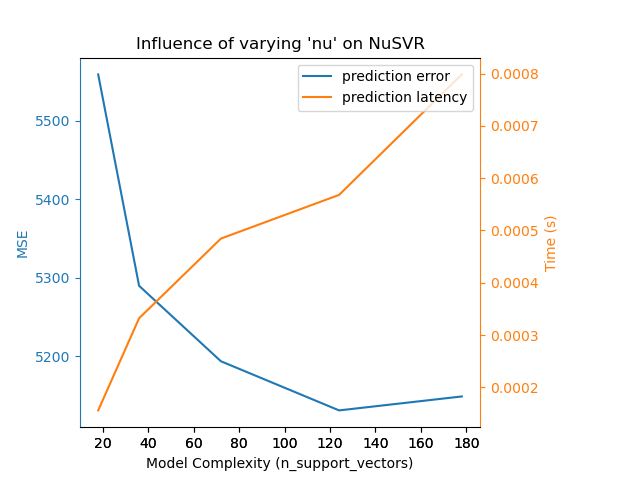 Influence of varying 'nu' on NuSVR
prediction error
prediction latency
5500
5400
5300
5200
MSE
0.0008
0.0007
0.0006
0.0005
0.0004
0.0003
0.0002
Time (s)
20 40 60 80 100 120 140 160 180
Model Complexity (n_support_vectors)